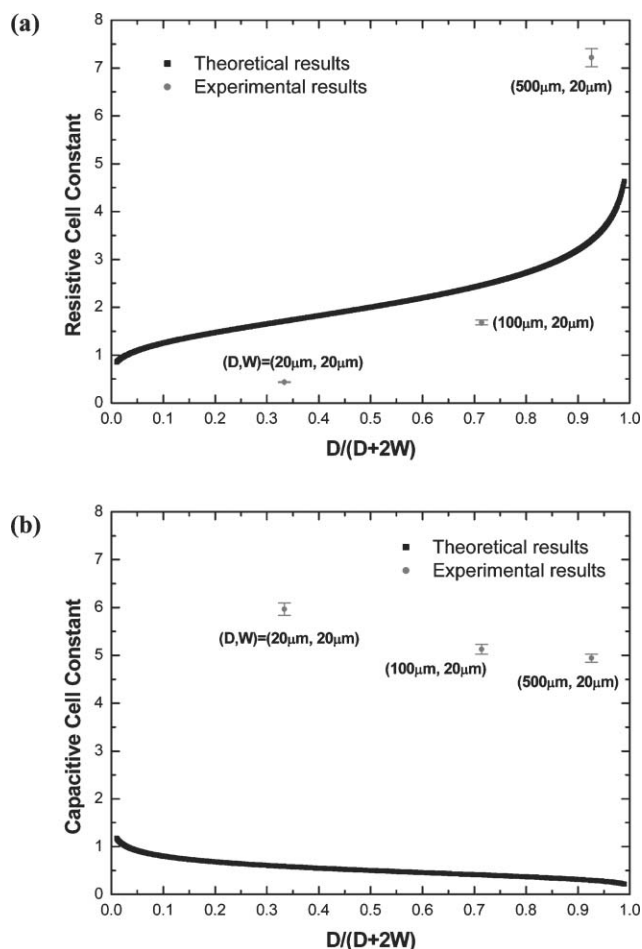 (a)
8
7
6
5
4
3
2
1
0
Resistive Cell Constant
Theoretical results
Experimental results
(500μm, 20μm)
(100μm, 20μm)
(D,W)=(20μm, 20μm)
0.0 0.1 0.2 0.3 0.4 0.5 0.6 0.7 0.8 0.9 1.0
D/(D+2W)
(b)
8
7
6
5
4
3
2
1
0
Capacitive Cell Constant
Theoretical results
Experimental results
(D,W)=(20μm, 20μm)
(100μm, 20μm)
(500μm, 20μm)
0.0 0.1 0.2 0.3 0.4 0.5 0.6 0.7 0.8 0.9 1.0
D/(D+2W)